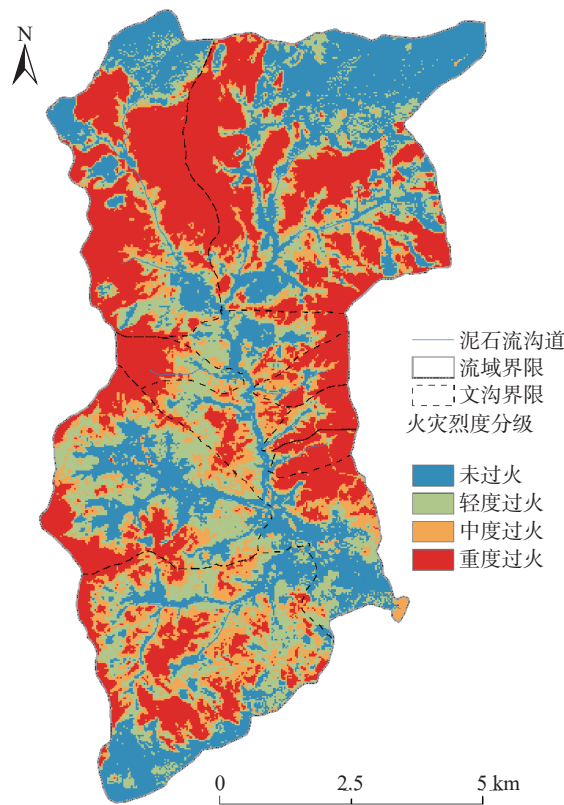 N
泥石流沟道
流域界限
文沟界限
火灾烈度分级
未过火
轻度过火
中度过火
重度过火
0 2.5 5 km